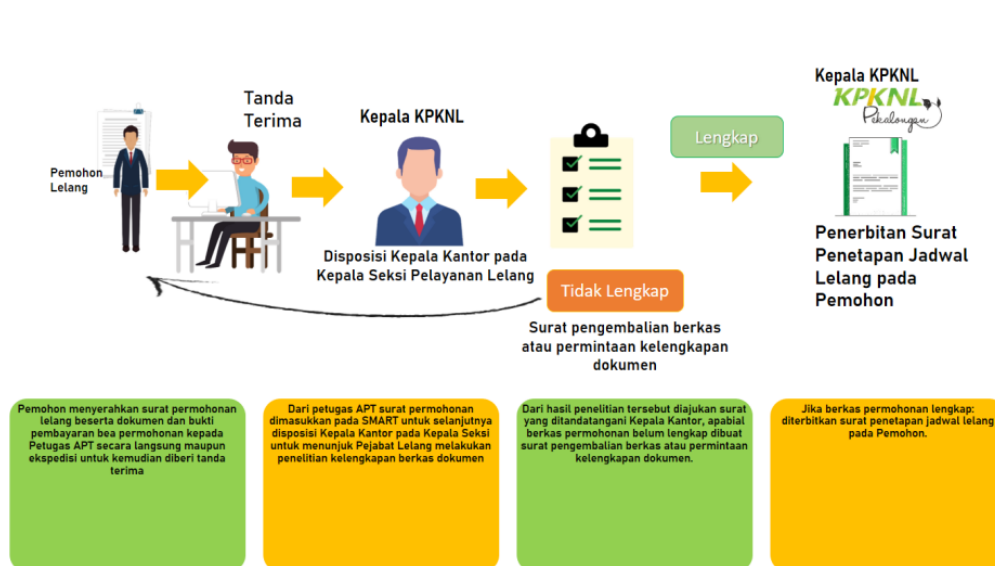 Kepala KPKNL
KPKNL
Pekalongan
Tanda
Terima
Kepala KPKNL
Lengkap
Pemohon
Lelang
Disposisi Kepala Kantor pada
Kepala Seksi Pelayanan Lelang
Penerbitan Surat
Penetapan Jadwal
Lelang pada
Pemohon
Tidak Lengkap
Surat pengembalian berkas
atau permintaan kelengkapan
dokumen
Pemohon menyerahkan surat permohonan
lelang beserta dokumen dan bukti
pembayaran bea permohonan kepada
Petugas APT secara langsung maupun
ekspedisi untuk kemudian diberi tanda
terima
Dari petugas APT surat permohonan
dimasukkan pada SMART untuk selanjutnya
disposisi Kepala Kantor pada Kepala Seksi
untuk menunjuk Pejabat Lelang melakukan
penelitian kelengkapan berkas dokumen
Dari hasil penelitian tersebut diajukan surat
yang ditandatangani Kepala Kantor, apabial
berkas permohonan belum lengkap dibuat
surat pengembalian berkas atau permintaan
kelengkapan dokumen.
Jika berkas permohonan lengkap:
diterbitkan surat penetapan jadwal lelang
pada Pemohon.